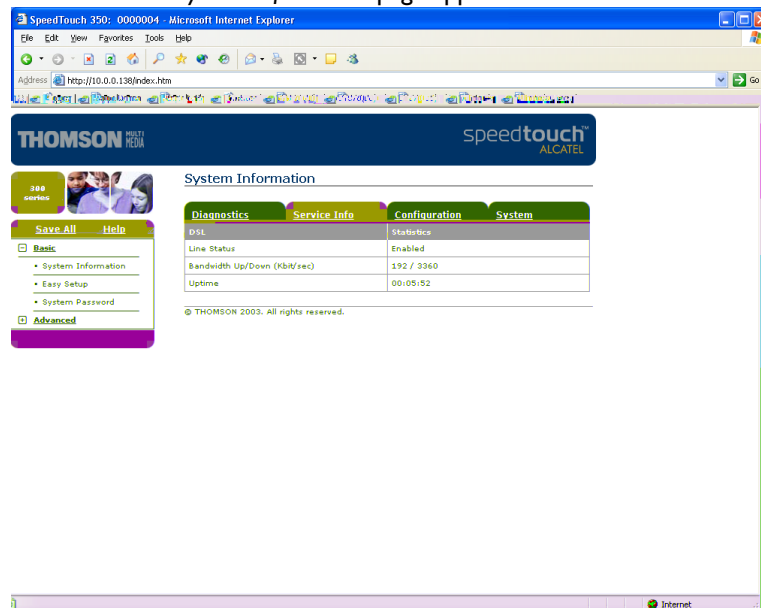 SpeedTouch 350: 0000004 - Microsoft Internet Explorer
File Edit View Favorites Tools Help
Address http://10.0.0.138/index.htm Go
THOMSON MULTI MEDIA
speedtouch™
ALCATEL
300 series
System Information
Diagnostics Service Info Configuration System
Save All Help
DSL Statistics
Basic
Line Status Enabled
System Information
Bandwidth Up/Down (Kbit/sec) 192 / 3360
Easy Setup
Uptime 00:05:52
System Password
© THOMSON 2003. All rights reserved.
Advanced
Internet